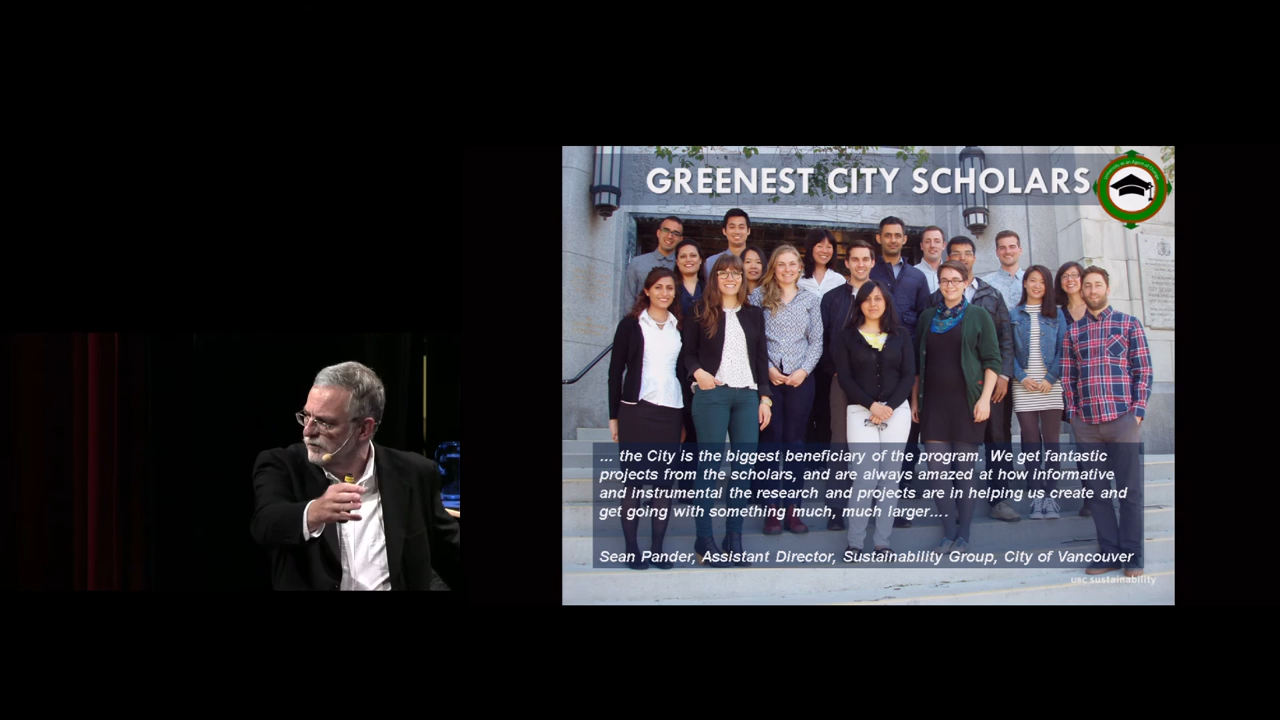 GREENEST CITY SCHOLARS
... the City is the biggest beneficiary of the program. We get fantastic
projects from the scholars, and are always amazed at how informative
and instrumental the research and projects are in helping us create and
get going with something much, much larger....
Sean Pander, Assistant Director, Sustainability Group, City of Vancouver
UBC sustainability